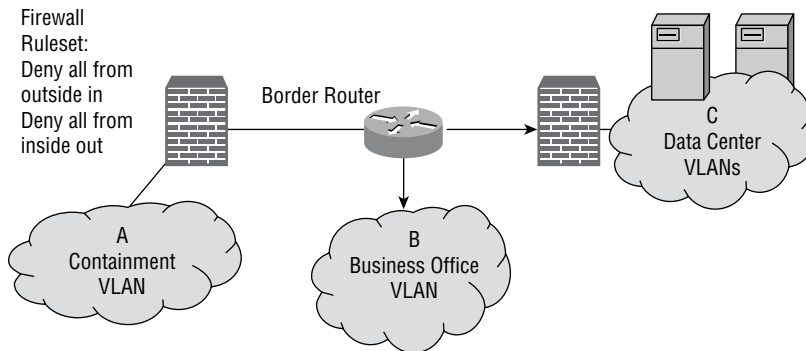 Firewall
Ruleset:
Deny all from
outside in
Deny all from
inside out
Border Router
A
Containment
VLAN
B
Business Office
VLAN
C
Data Center
VLANs